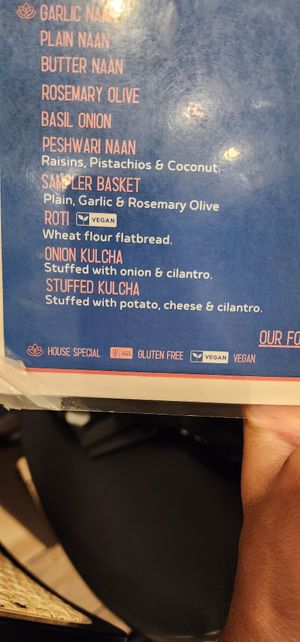 GARLIC NAAN
PLAIN NAAN
BUTTER NAAN
ROSEMARY OLIVE
BASIL ONION
PESHWARI NAAN
Raisins, Pistachios & Coconut.
SAMPLER BASKET
Plain, Garlic & Rosemary Olive
ROTI VEGAN
Wheat flour flatbread.
ONION KULCHA
Stuffed with onion & cilantro.
STUFFED KULCHA
Stuffed with potato, cheese & cilantro.
OUR FO
HOUSE SPECIAL GLUTEN FREE VEGAN VEGAN